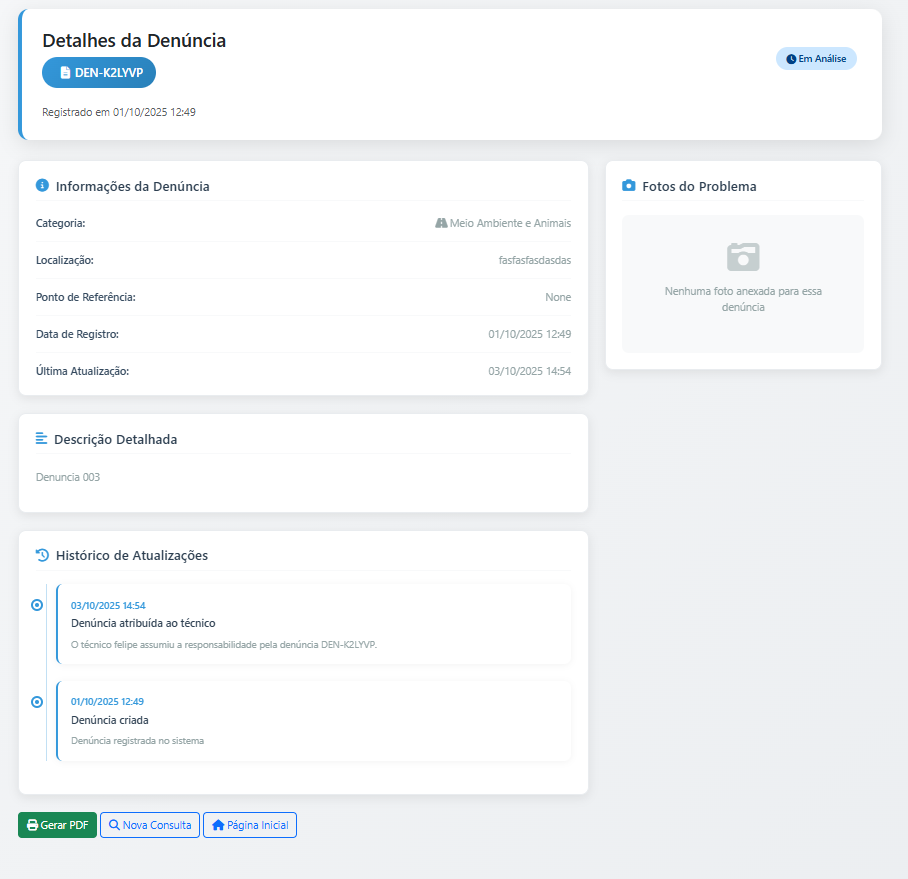 Detalhes da Denúncia
DEN-K2LYVP
Em Análise
Registrado em 01/10/2025 12:49
Informações da Denúncia
Categoria: Meio Ambiente e Animais
Localização: fasfasfasdasdas
Ponto de Referência: None
Data de Registro: 01/10/2025 12:49
Última Atualização: 03/10/2025 14:54
Fotos do Problema
Nenhuma foto anexada para essa
denúncia
Descrição Detalhada
Denuncia 003
Histórico de Atualizações
03/10/2025 14:54
Denúncia atribuída ao técnico
O técnico felipe assumiu a responsabilidade pela denúncia DEN-K2LYVP.
01/10/2025 12:49
Denúncia criada
Denúncia registrada no sistema
Gerar PDF Nova Consulta Página Inicial